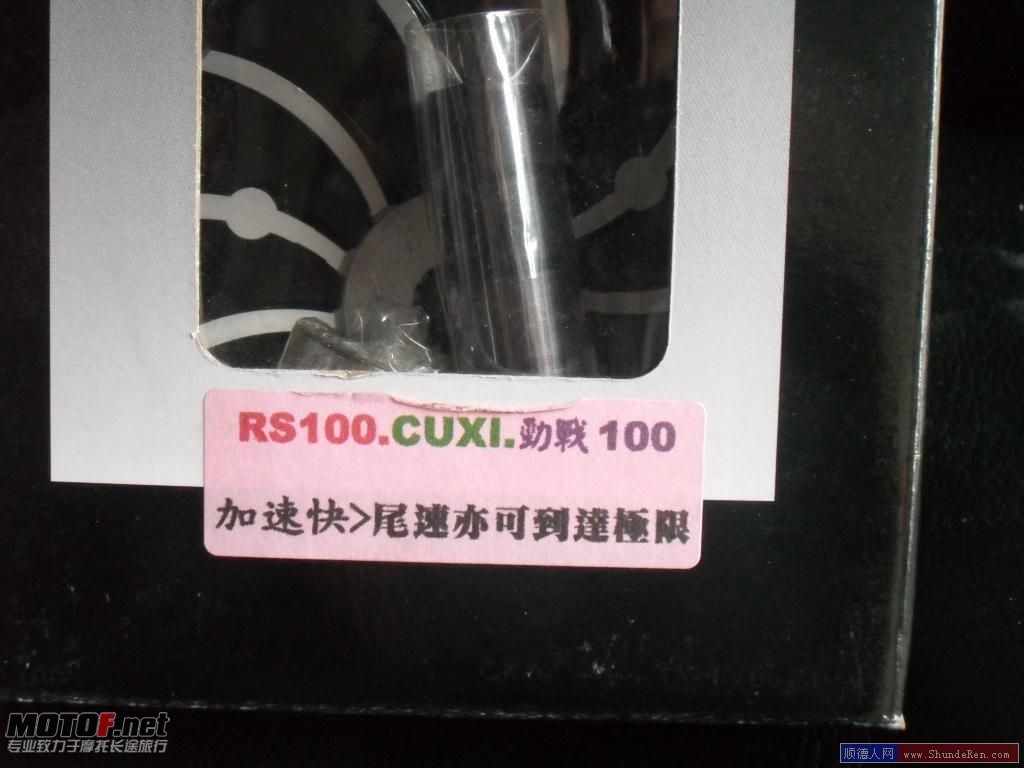 RS100.CUXI.勁戰 100
加速快>尾速亦可到達極限
MOTOF.net
专业致力于摩托长途旅行
顺德人网 www.ShundeRen.com